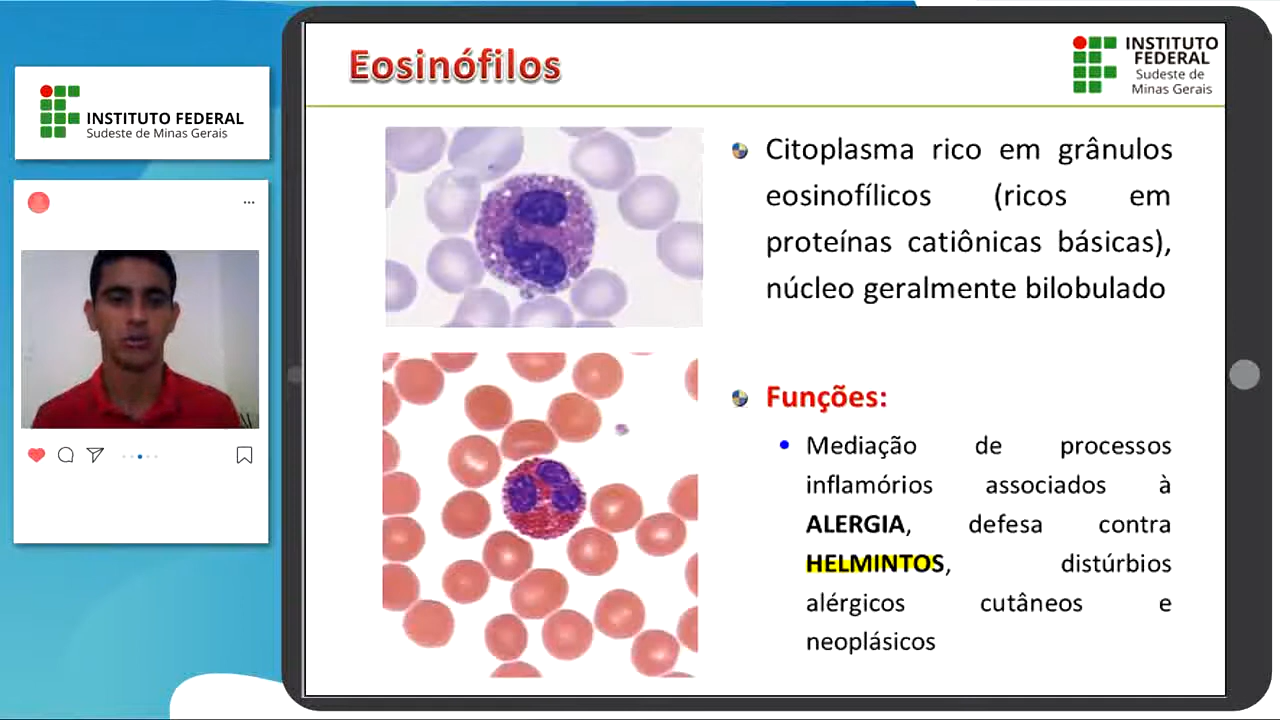 INSTITUTO FEDERAL
Sudeste de Minas Gerais
Eosinófilos
INSTITUTO
FEDERAL
Sudeste de
Minas Gerais
Citoplasma rico em grânulos
eosinofílicos (ricos em
proteínas catiônicas básicas),
núcleo geralmente bilobulado
Funções:
Mediação de processos
inflamórios associados à
ALERGIA, defesa contra
HELMINTOS, distúrbios
alérgicos cutâneos e
neoplásicos